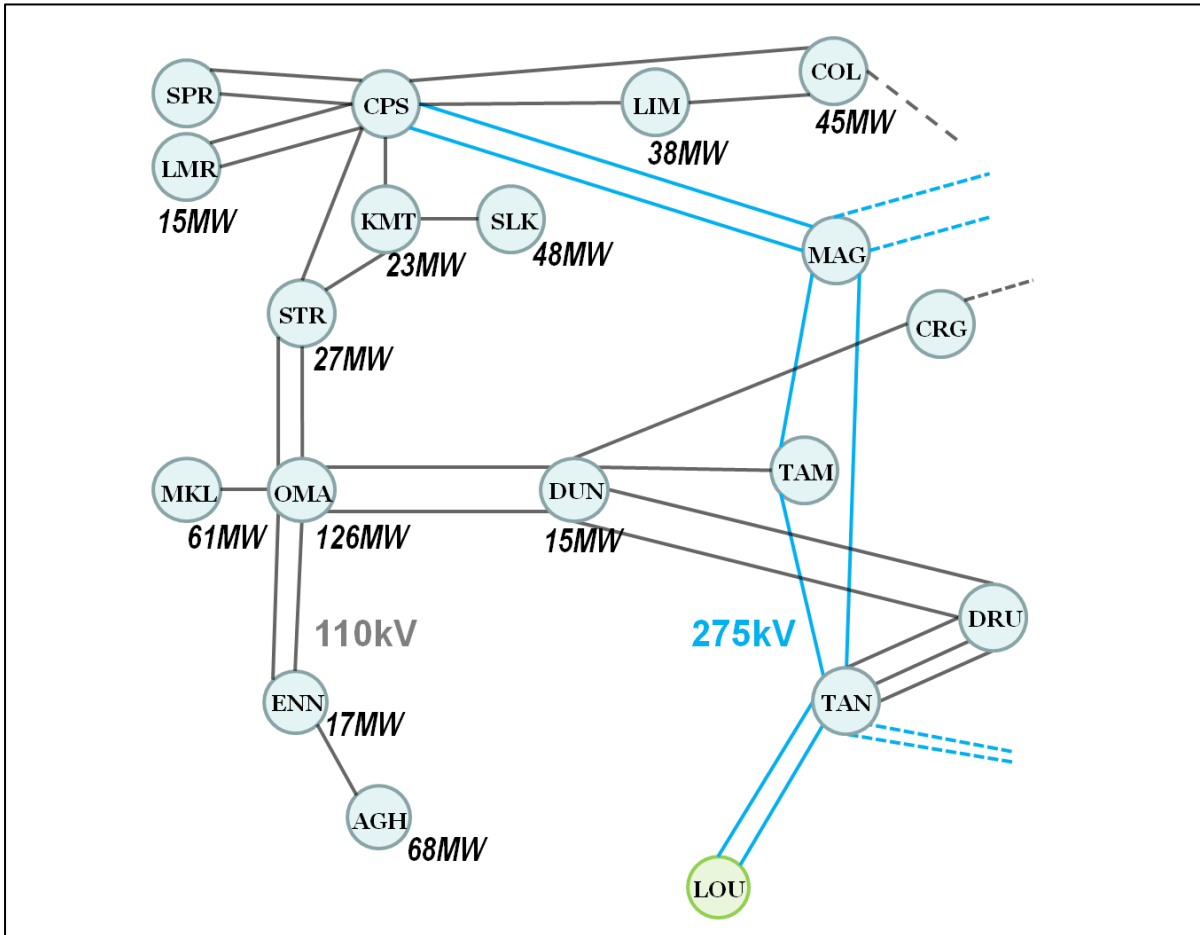 COL
SPR
CPS
LIM
45MW
38MW
LMR
15MW
KMT
SLK
23MW
48MW
MAG
STR
CRG
27MW
TAM
MKL
OMA
DUN
61MW
126MW
15MW
110kV
275kV
DRU
ENN
17MW
TAN
AGH
68MW
LOU